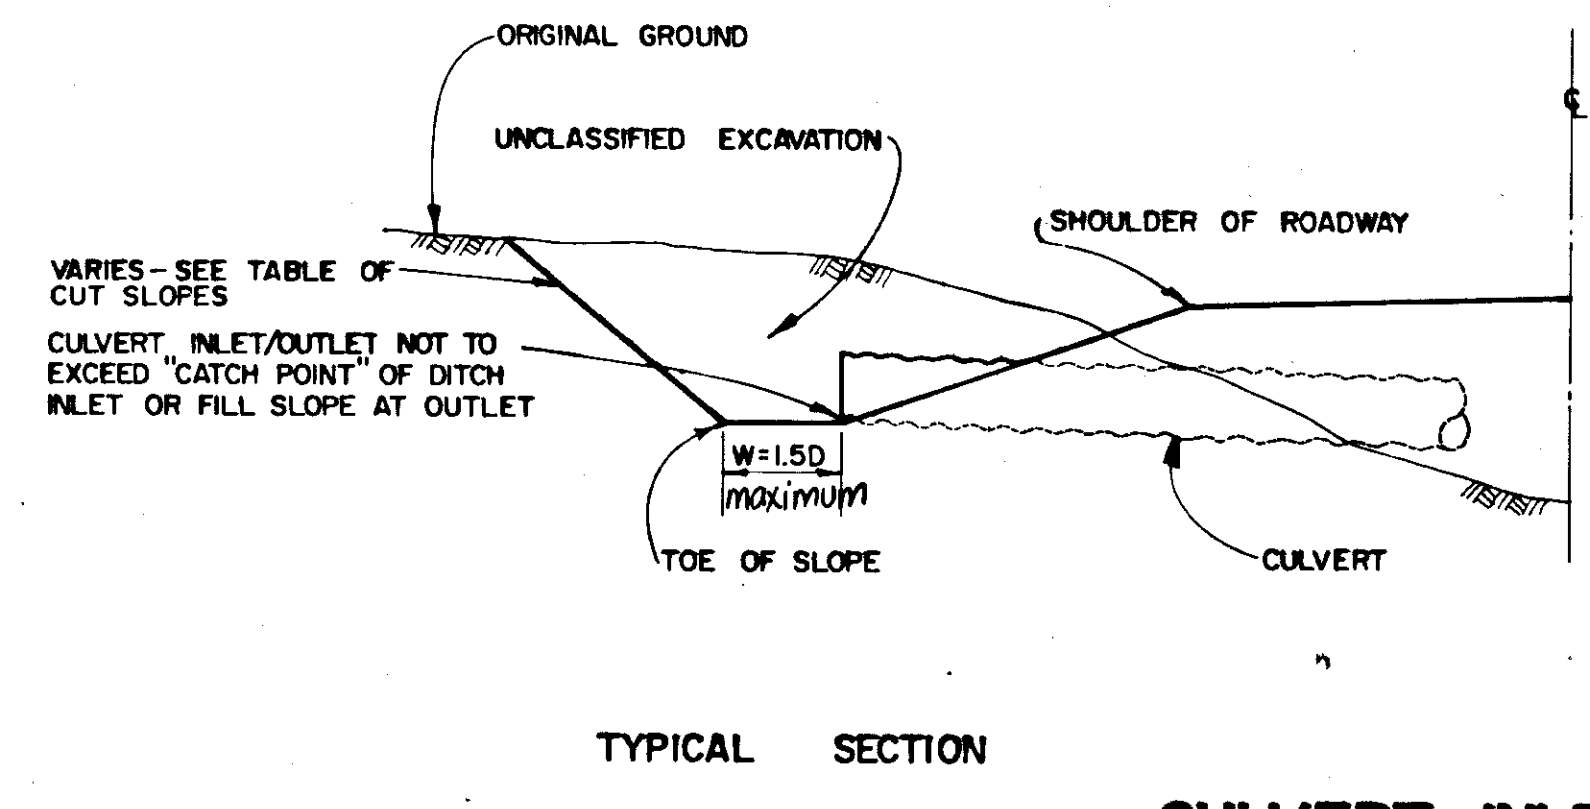 ORIGINAL GROUND
UNCLASSIFIED EXCAVATION
℄
SHOULDER OF ROADWAY
VARIES-SEE TABLE OF
CUT SLOPES
CULVERT INLET/OUTLET NOT TO
EXCEED "CATCH POINT" OF DITCH
INLET OR FILL SLOPE AT OUTLET
W=1.5D
maximum
TOE OF SLOPE
CULVERT
TYPICAL SECTION